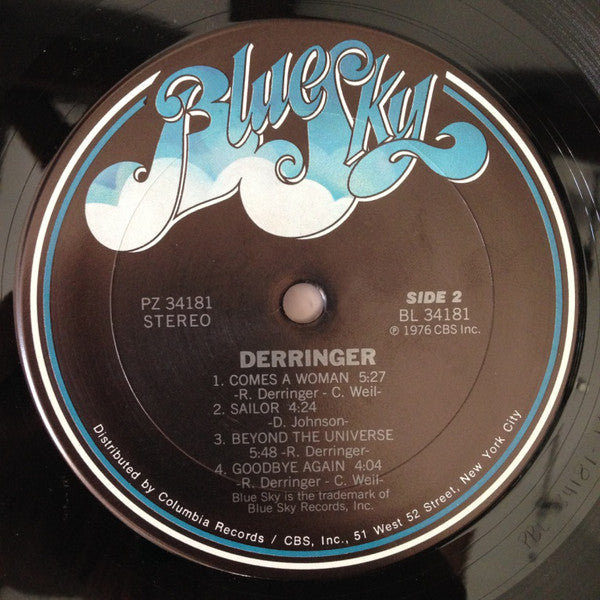 Blue Sky
PZ 34181
STEREO
SIDE 2
BL 34181
℗ 1976 CBS Inc.
DERRINGER
1. COMES A WOMAN 5:27
-R. Derringer - C. Weil-
2. SAILOR 4:24
-D. Johnson-
3. BEYOND THE UNIVERSE
5:48 -R. Derringer-
4. GOODBYE AGAIN 4:04
-R. Derringer - C. Weil-
Blue Sky is the trademark of
Blue Sky Records, Inc.
Distributed by Columbia Records / CBS, Inc., 51 West 52 Street, New York City